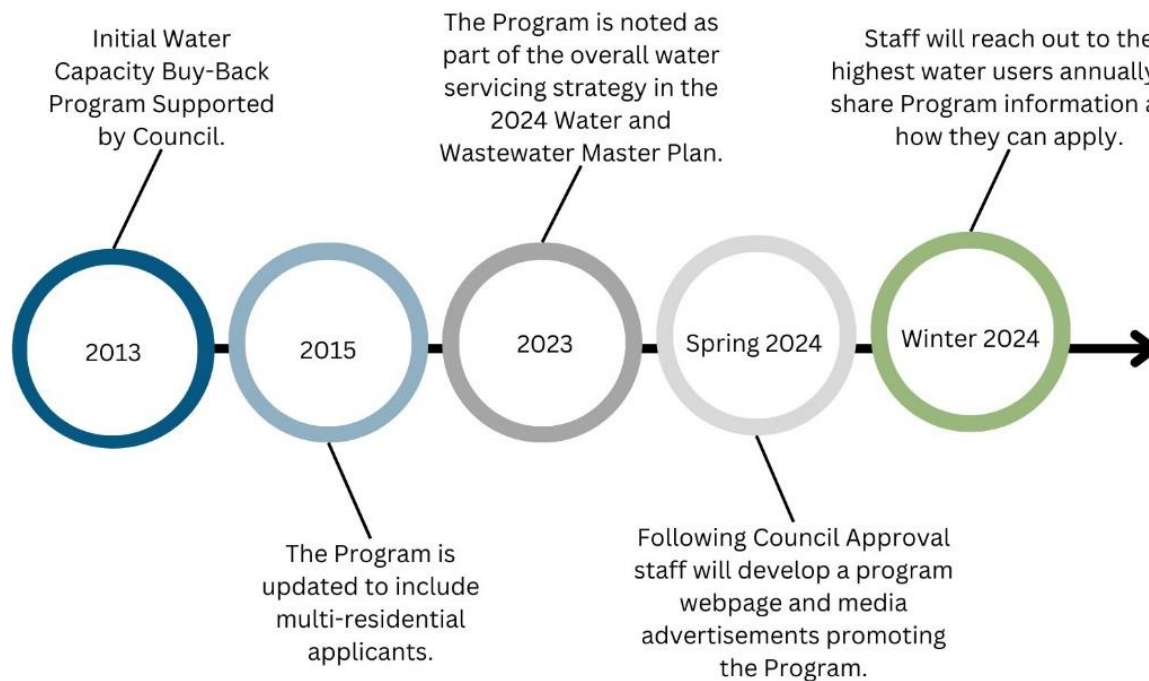 Initial Water
Capacity Buy-Back
Program Supported
by Council.
The Program is noted as
part of the overall water
servicing strategy in the
2024 Water and
Wastewater Master Plan.
Staff will reach out to the
highest water users annually
share Program information a
how they can apply.
2013
2015
2023
Spring 2024
Winter 2024
The Program is
updated to include
multi-residential
applicants.
Following Council Approval
staff will develop a program
webpage and media
advertisements promoting
the Program.